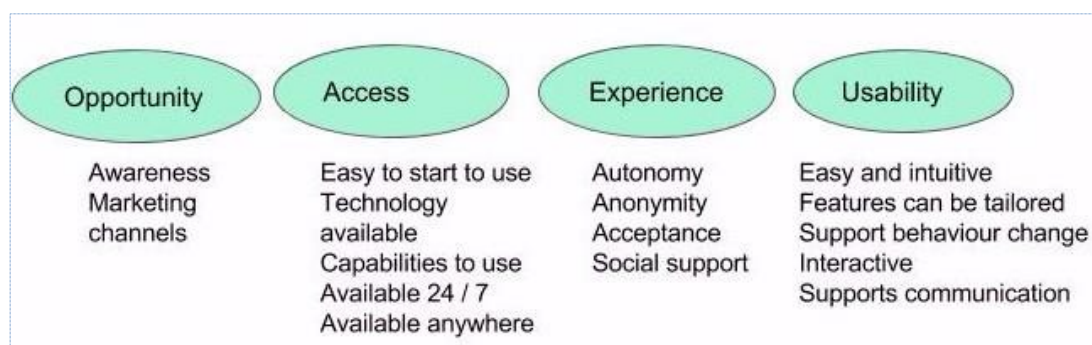 Opportunity
Awareness
Marketing
channels
Access
Easy to start to use
Technology
available
Capabilities to use
Available 24 / 7
Available anywhere
Experience
Autonomy
Anonymity
Acceptance
Social support
Usability
Easy and intuitive
Features can be tailored
Support behaviour change
Interactive
Supports communication